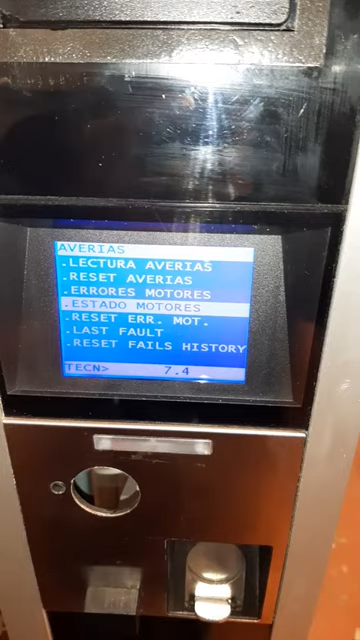 AVERIAS
.LECTURA AVERIAS
.RESET AVERIAS
.ERRORES MOTORES
.ESTADO MOTORES
.RESET ERR. MOT.
.LAST FAULT
.RESET FAILS HISTORY
TECN> 7.4